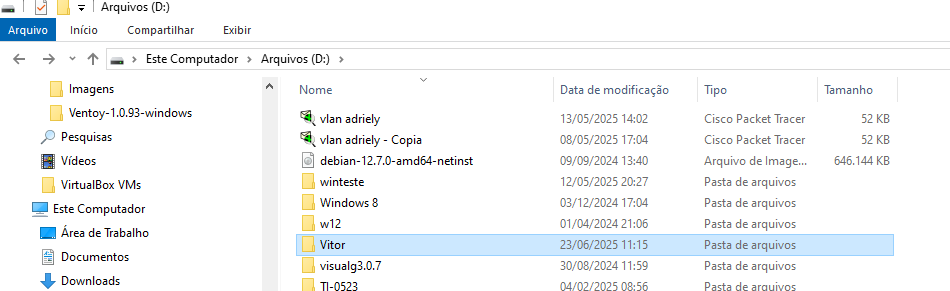 Arquivos (D:)
Arquivo Início Compartilhar Exibir
Este Computador Arquivos (D:)
Imagens
Ventoy-1.0.93-windows
Pesquisas
Vídeos
VirtualBox VMs
Este Computador
Área de Trabalho
Documentos
Downloads
Nome Data de modificação Tipo Tamanho
vlan adriely 13/05/2025 14:02 Cisco Packet Tracer 52 KB
vlan adriely - Copia 08/05/2025 17:04 Cisco Packet Tracer 52 KB
debian-12.7.0-amd64-netinst 09/09/2024 13:40 Arquivo de Image... 646.144 KB
winteste 12/05/2025 20:27 Pasta de arquivos
Windows 8 03/12/2024 17:04 Pasta de arquivos
w12 01/04/2024 21:06 Pasta de arquivos
Vitor 23/06/2025 11:15 Pasta de arquivos
visualg3.0.7 30/08/2024 11:59 Pasta de arquivos
TI-0523 04/02/2025 08:56 Pasta de arquivos